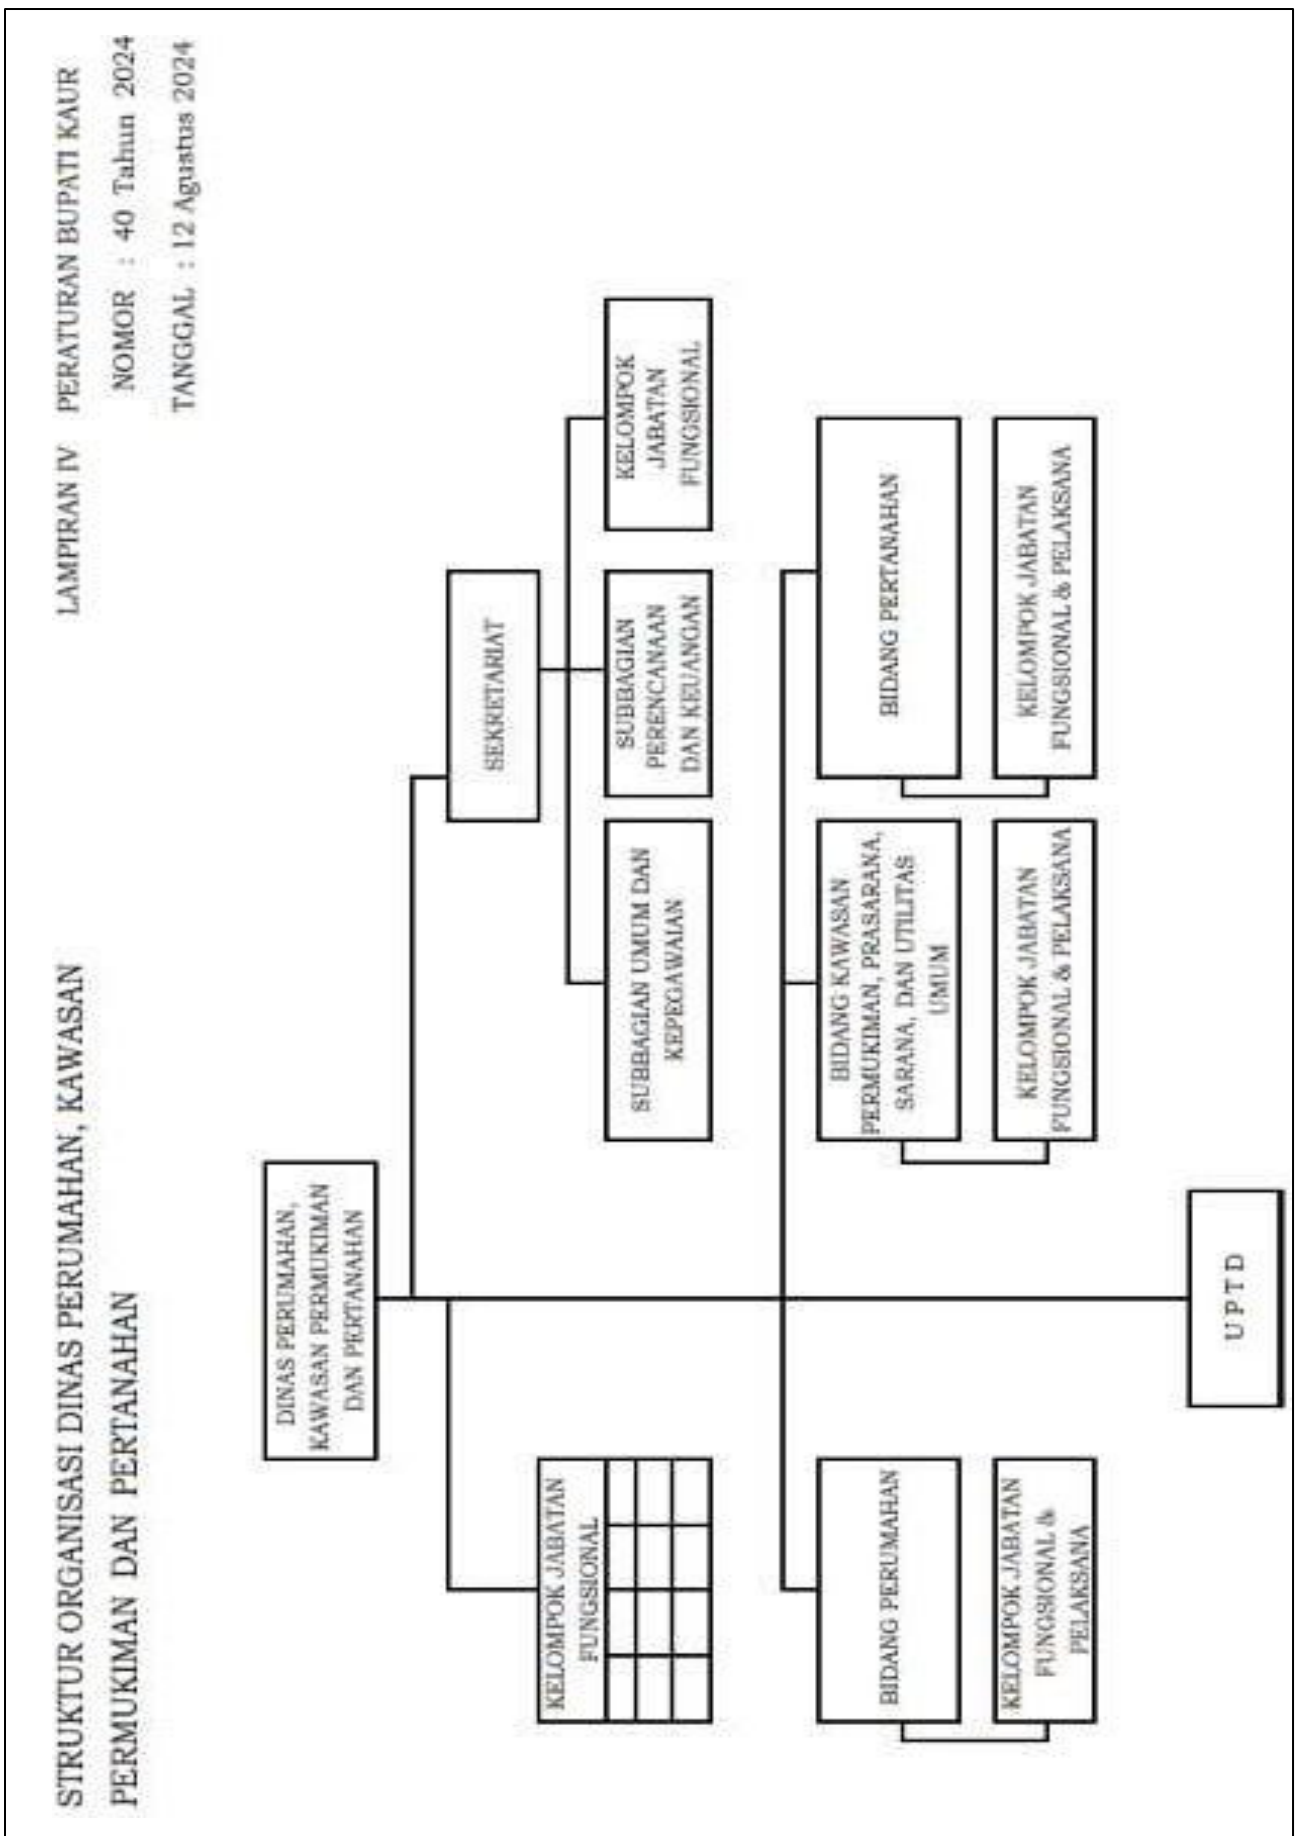 STRUKTUR ORGANISASI DINAS PERUMAHAN, KAWASAN
PERMUKIMAN DAN PERTANAHAN
LAMPIRAN IV PERATURAN BUPATI KAUR
NOMOR : 40 Tahun 2024
TANGGAL : 12 Agustus 2024
DINAS PERUMAHAN,
KAWASAN PERMUKIMAN
DAN PERTANAHAN
SEKRETARIAT
KELOMPOK JABATAN
FUNGSIONAL
SUBBAGIAN UMUM DAN
KEPEGAWAIAN
SUBBAGIAN
PERENCANAAN
DAN KEUANGAN
KELOMPOK
JABATAN
FUNGSIONAL
BIDANG PERUMAHAN
BIDANG KAWASAN
PERMUKIMAN, PRASARANA,
SARANA, DAN UTILITAS
UMUM
BIDANG PERTANAHAN
KELOMPOK JABATAN
FUNGSIONAL &
PELAKSANA
KELOMPOK JABATAN
FUNGSIONAL & PELAKSANA
KELOMPOK JABATAN
FUNGSIONAL & PELAKSANA
UPTD